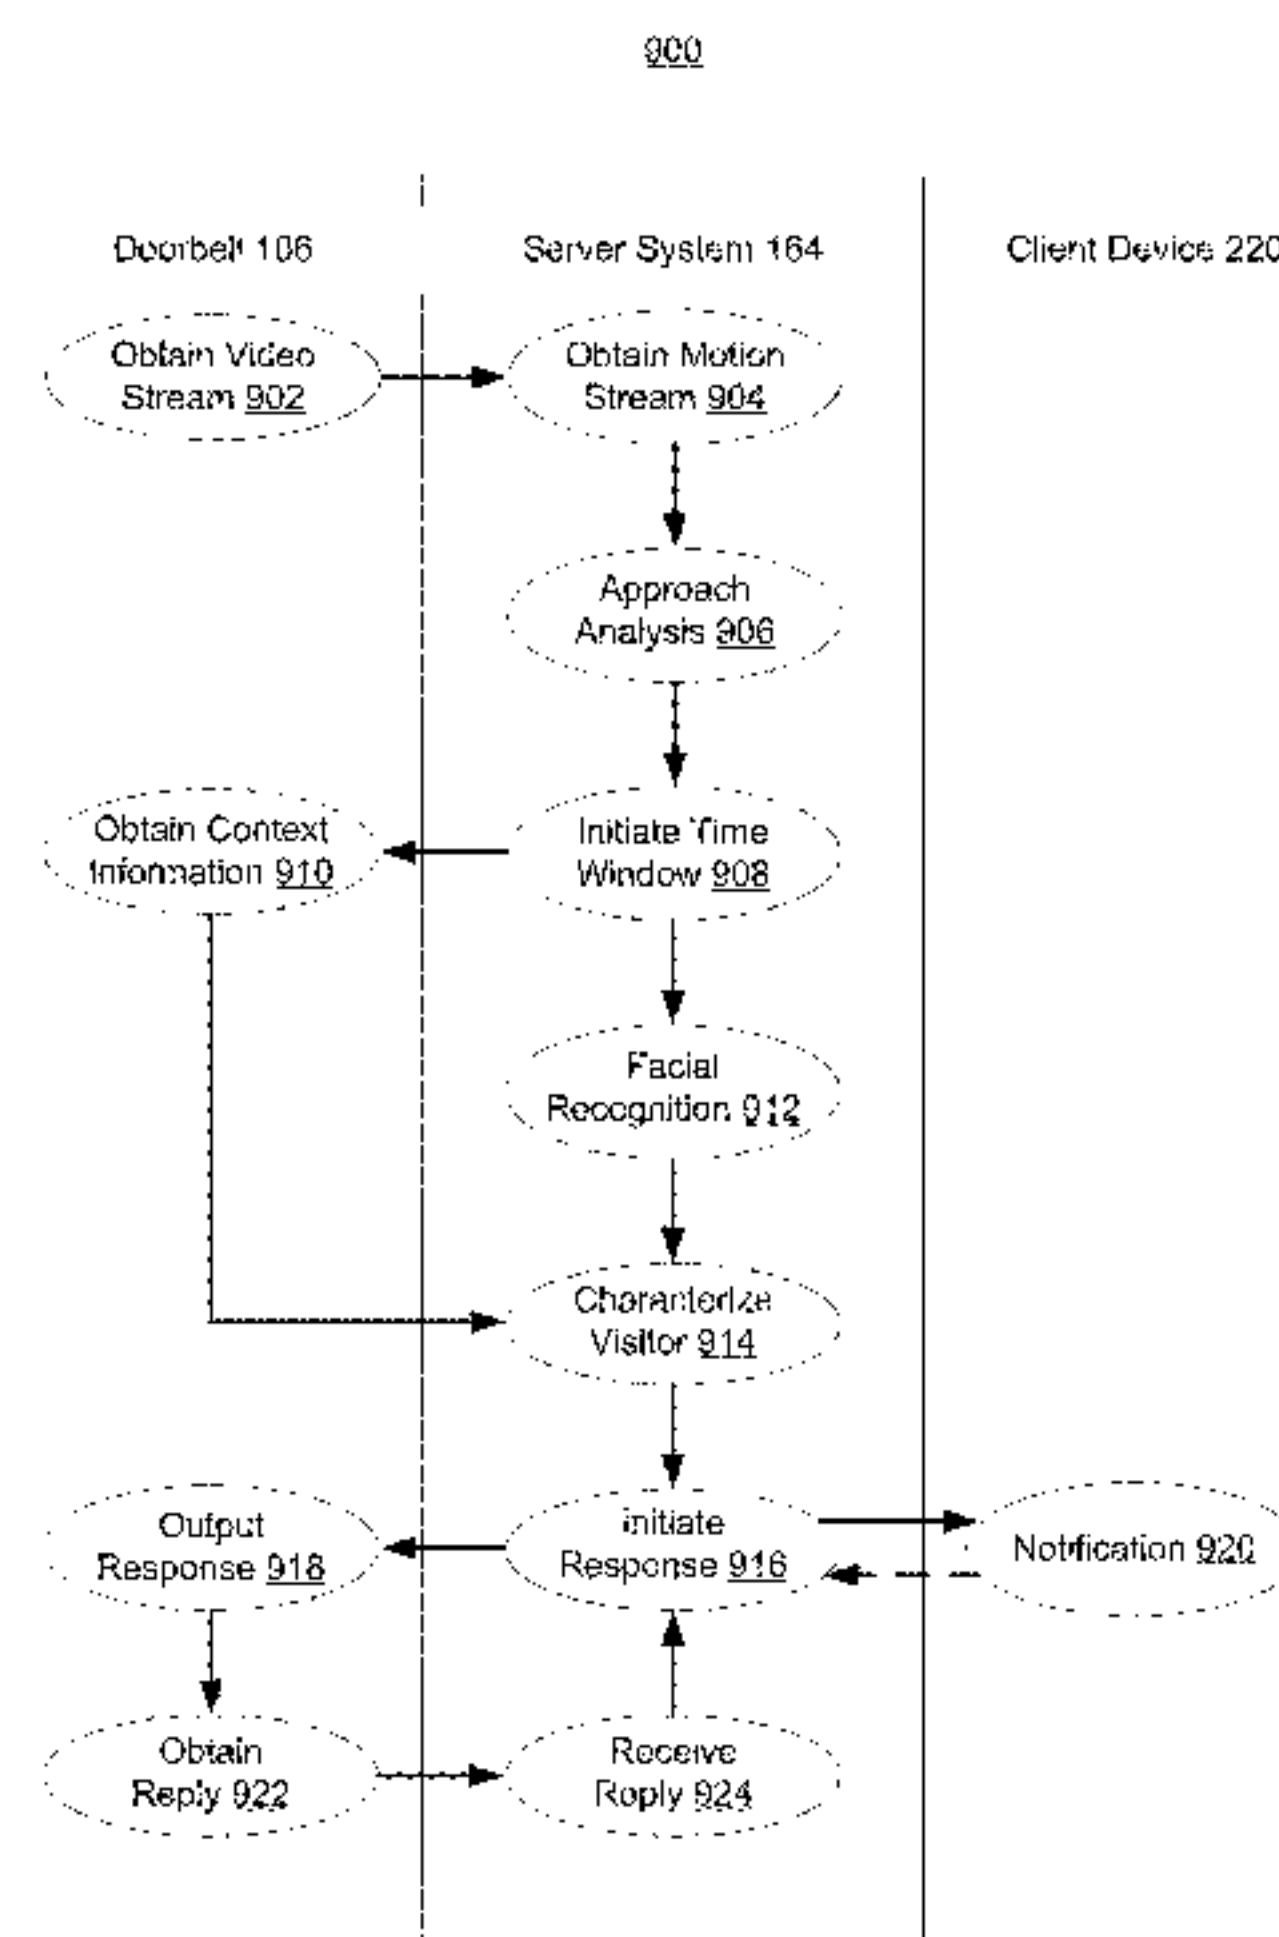 900
Doorbell 106
Server System 164
Client Device 220
Obtain Video
Stream 902
Obtain Motion
Stream 904
Approach
Analysis 906
Obtain Context
Information 910
Initiate Time
Window 908
Facial
Recognition 912
Characterize
Visitor 914
Output
Response 918
Initiate
Response 916
Notification 920
Obtain
Reply 922
Receive
Reply 924